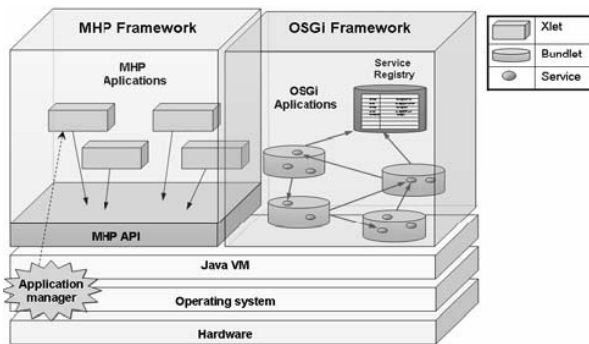 MHP Framework
OSGi Framework
MHP
Aplications
OSGi
Aplications
Service
Registry
MHP API
Java VM
Operating system
Hardware
Application
manager
Xlet
Bundlet
Service